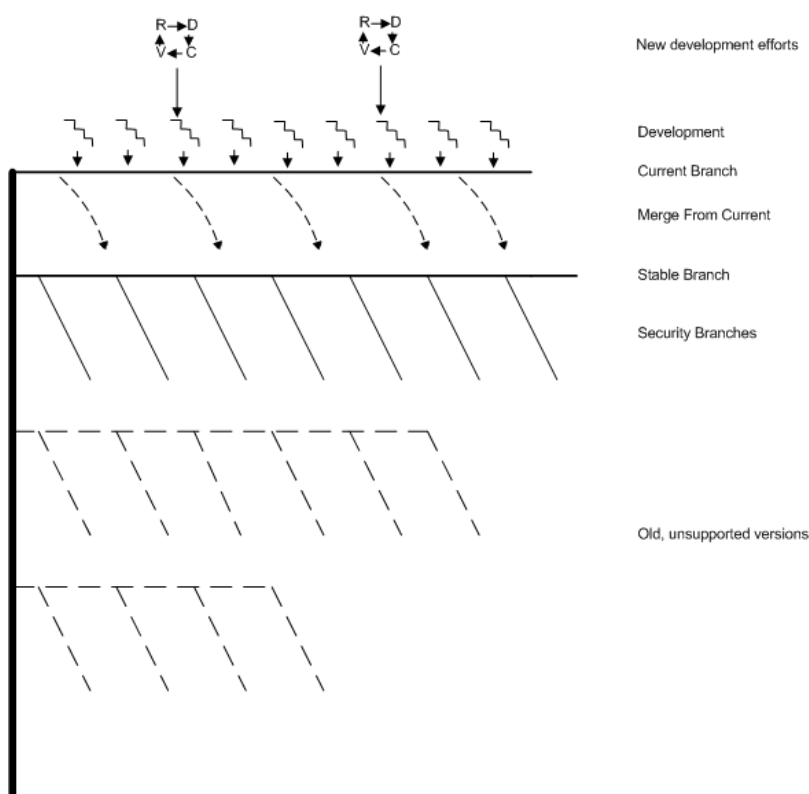 R D R D
V C V C
New development efforts
Development
Current Branch
Merge From Current
Stable Branch
Security Branches
Old, unsupported versions